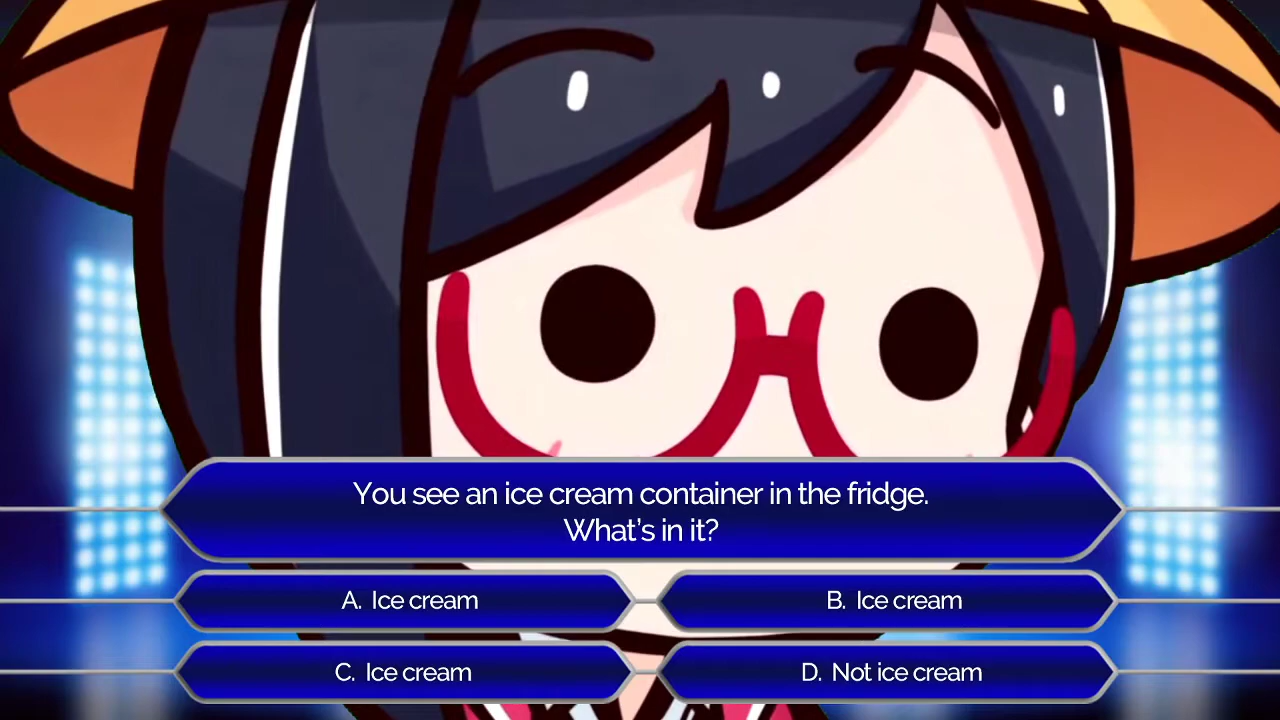 You see an ice cream container in the fridge.
What's in it?
A. Ice cream
B. Ice cream
C. Ice cream
D. Not ice cream